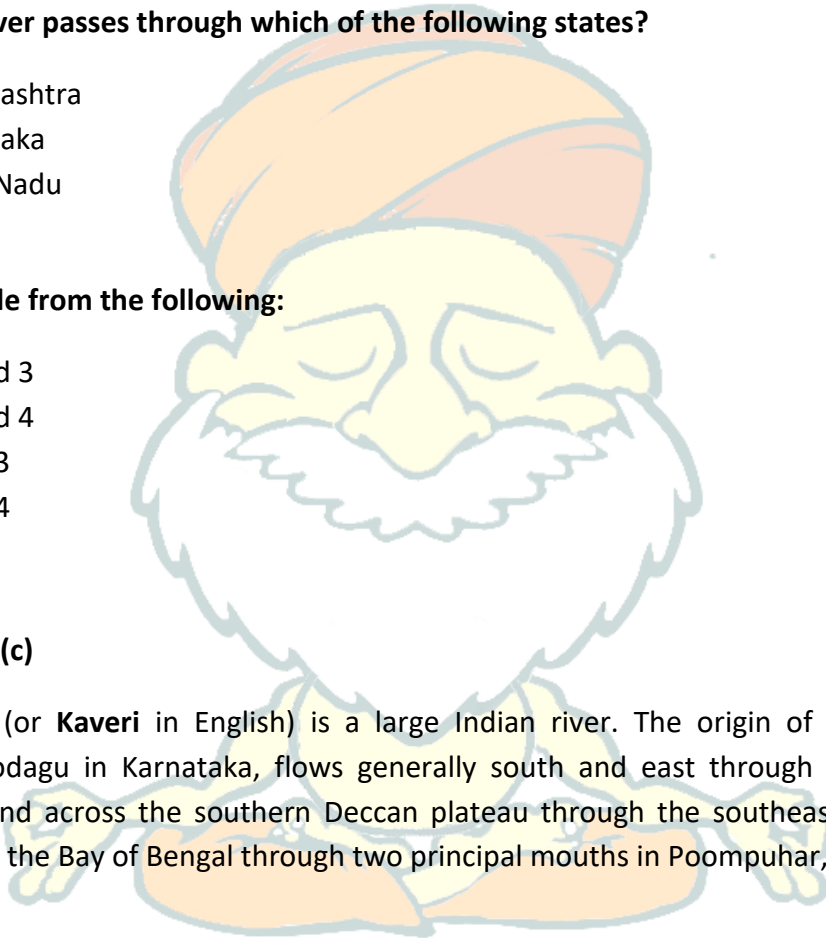 ver passes through which of the following states?
ashtra
aka
Nadu
le from the following:
d 3
d 4
3
4
(c)
(or Kaveri in English) is a large Indian river. The origin of
odagu in Karnataka, flows generally south and east through
nd across the southern Deccan plateau through the southeas
the Bay of Bengal through two principal mouths in Poompuhar,